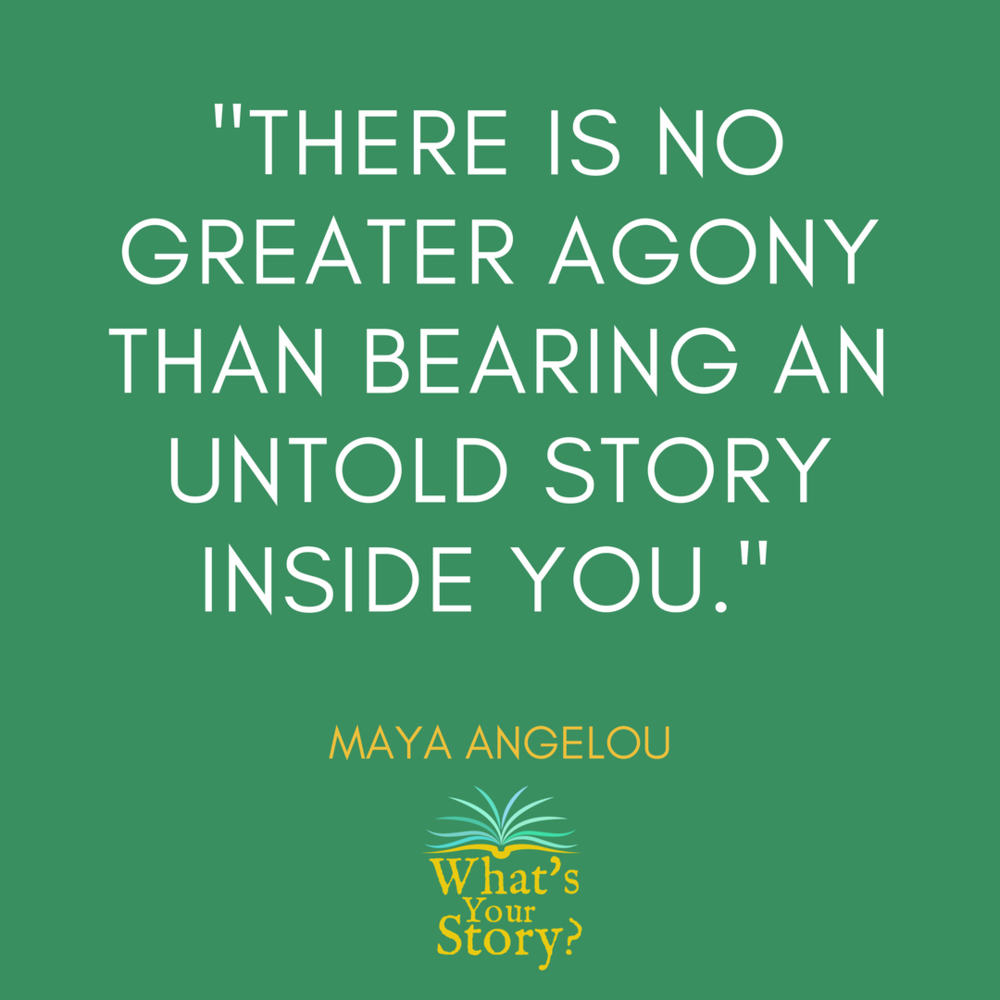 "THERE IS NO
GREATER AGONY
THAN BEARING AN
UNTOLD STORY
INSIDE YOU."
MAYA ANGELOU
What's
Your
Story?